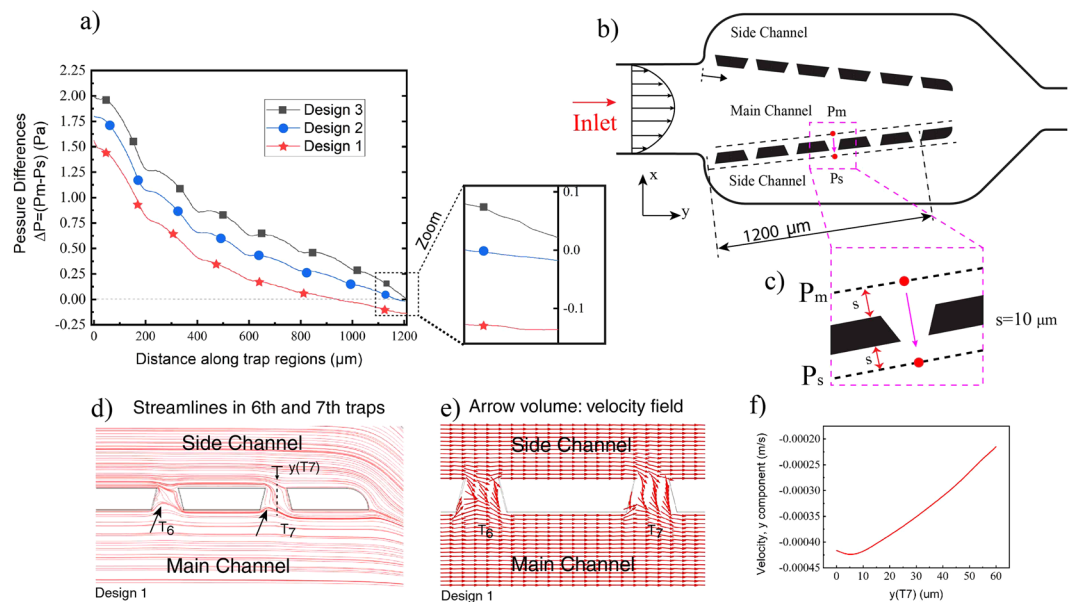 a)
Pessure Differences
ΔP=(Pm-Ps) (Pa)
2.25
2.00
1.75
1.50
1.25
1.00
0.75
0.50
0.25
0.00
-0.25
0
200
400
600
800
1000
1200
Distance along trap regions (μm)
Design 3
Design 2
Design 1
Zoom
0.1
0.0
-0.1
b)
Side Channel
Main Channel
Pm
Inlet
Side Channel
Ps
x
y
1200 μm
c)
Pm
s
s
Ps
s=10 μm
d)
Streamlines in 6th and 7th traps
Side Channel
y(T7)
T6
T7
Main Channel
Design 1
e)
Arrow volume: velocity field
Side Channel
T6
T7
Main Channel
Design 1
f)
Velocity, y component (m/s)
-0.00020
-0.00025
-0.00030
-0.00035
-0.00040
-0.00045
0
10
20
30
40
50
60
y(T7) (um)